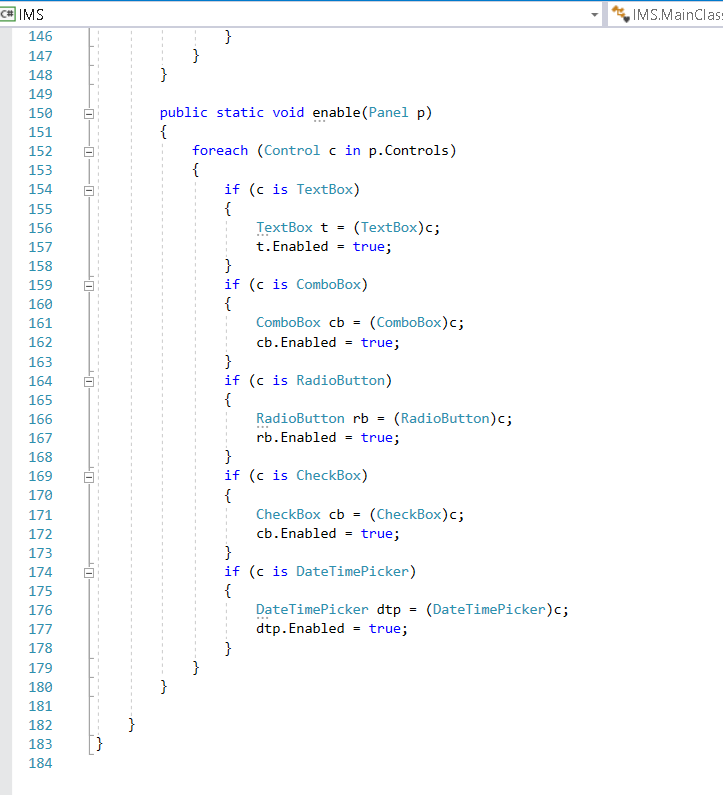 C# IMS IMS.MainClas
146 }
147 }
148 }
149
150 public static void enable(Panel p)
151 {
152 foreach (Control c in p.Controls)
153 {
154 if (c is TextBox)
155 {
156 TextBox t = (TextBox)c;
157 t.Enabled = true;
158 }
159 if (c is ComboBox)
160 {
161 ComboBox cb = (ComboBox)c;
162 cb.Enabled = true;
163 }
164 if (c is RadioButton)
165 {
166 RadioButton rb = (RadioButton)c;
167 rb.Enabled = true;
168 }
169 if (c is CheckBox)
170 {
171 CheckBox cb = (CheckBox)c;
172 cb.Enabled = true;
173 }
174 if (c is DateTimePicker)
175 {
176 DateTimePicker dtp = (DateTimePicker)c;
177 dtp.Enabled = true;
178 }
179 }
180 }
181
182 }
183 }
184